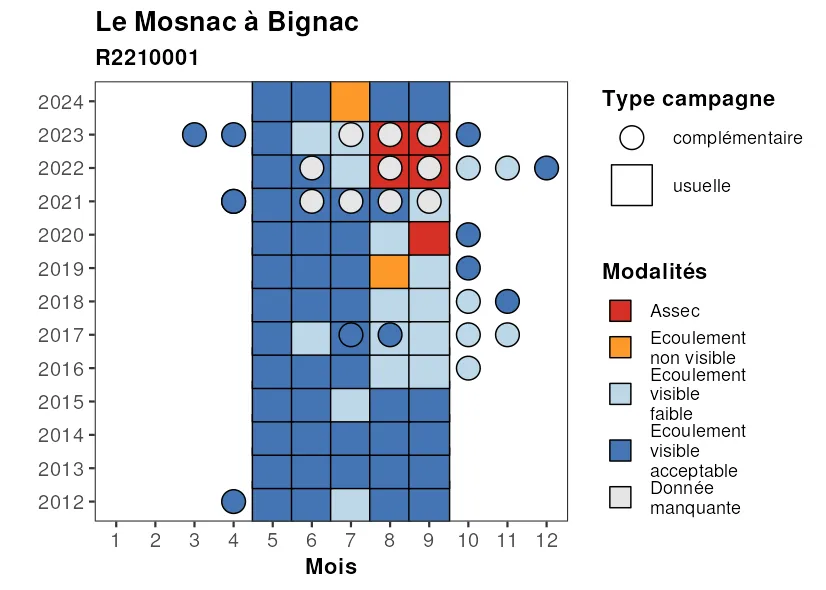 Le Mosnac à Bignac
R2210001
2024
2023
2022
2021
2020
2019
2018
2017
2016
2015
2014
2013
2012
1 2 3 4 5 6 7 8 9 10 11 12
Mois
Type campagne
complémentaire
usuelle
Modalités
Assec
Ecoulement
non visible
Ecoulement
visible
faible
Ecoulement
visible
acceptable
Donnée
manquante